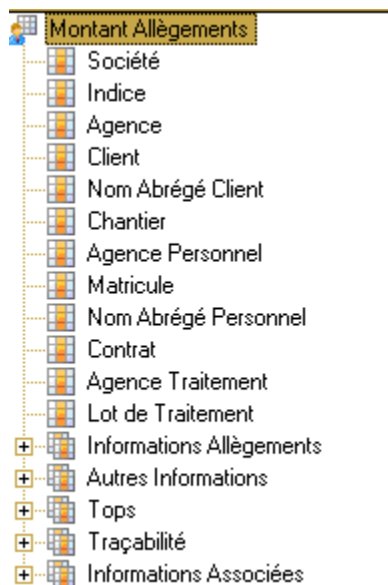 Montant Allègements
Société
Indice
Agence
Client
Nom Abrégé Client
Chantier
Agence Personnel
Matricule
Nom Abrégé Personnel
Contrat
Agence Traitement
Lot de Traitement
Informations Allègements
Autres Informations
Tops
Traçabilité
Informations Associées